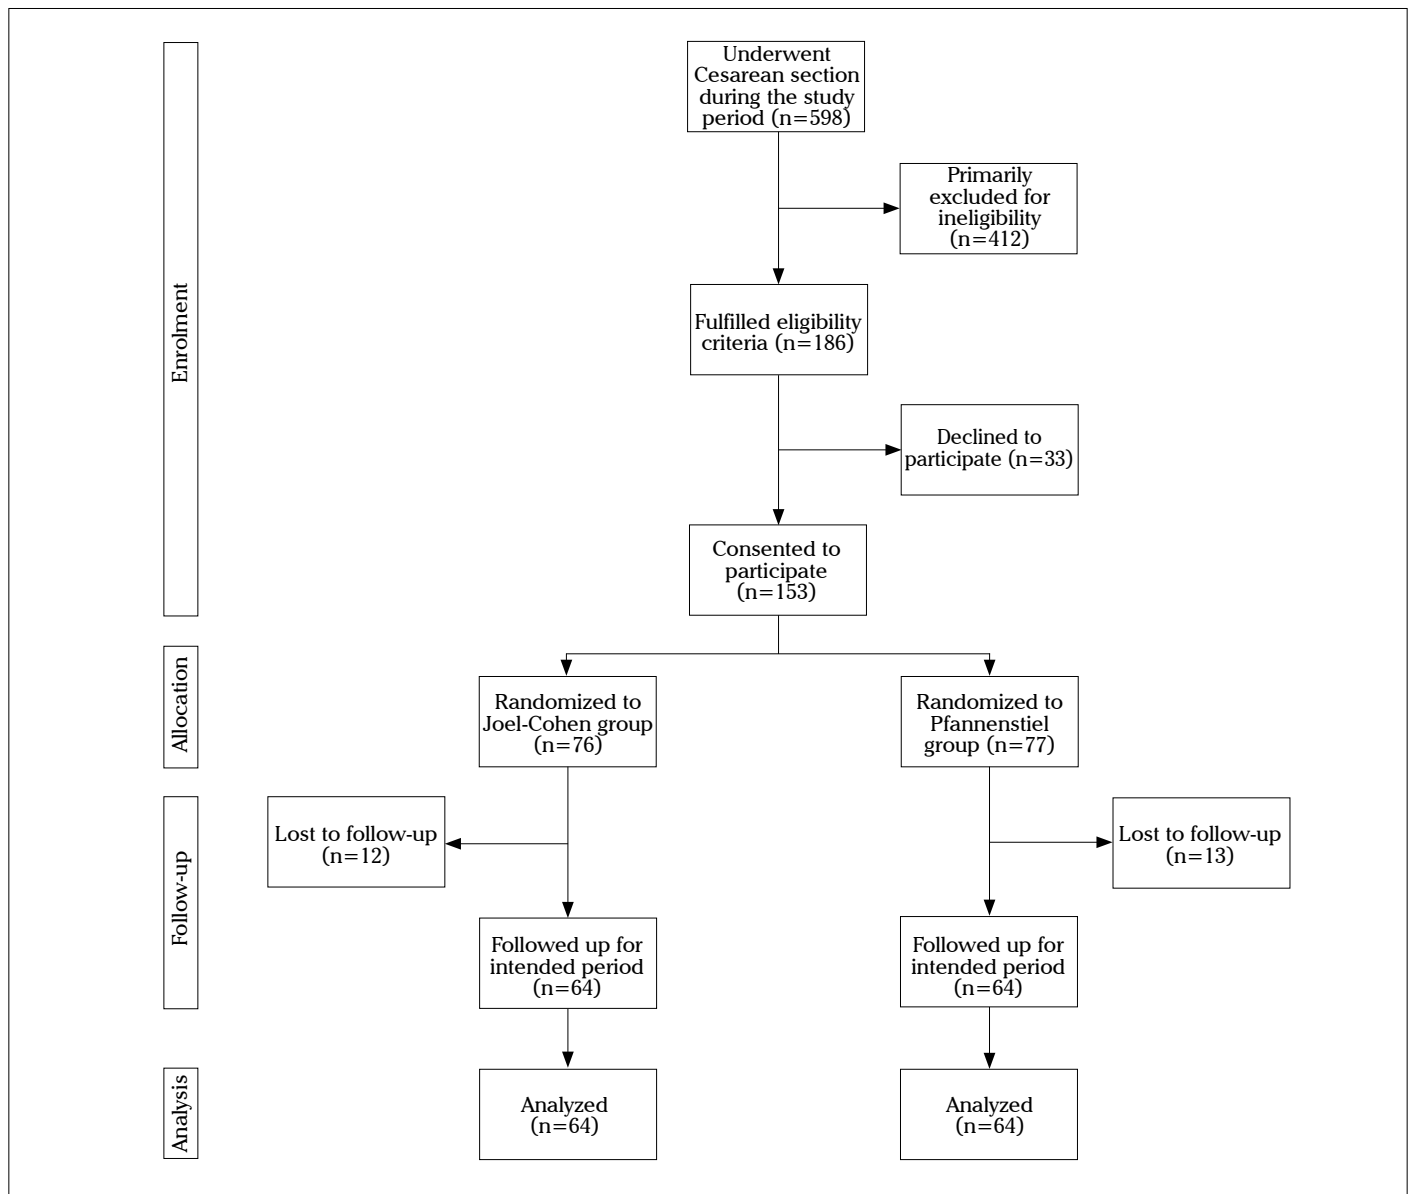 Enrolment
Underwent
Cesarean section
during the study
period (n=598)
Primarily
excluded for
ineligibility
(n=412)
Fulfilled eligibility
criteria (n=186)
Declined to
participate (n=33)
Consented to
participate
(n=153)
Allocation
Randomized to
Joel-Cohen group
(n=76)
Randomized to
Pfannenstiel
group (n=77)
Follow-up
Lost to follow-up
(n=12)
Lost to follow-up
(n=13)
Followed up for
intended period
(n=64)
Followed up for
intended period
(n=64)
Analysis
Analyzed
(n=64)
Analyzed
(n=64)